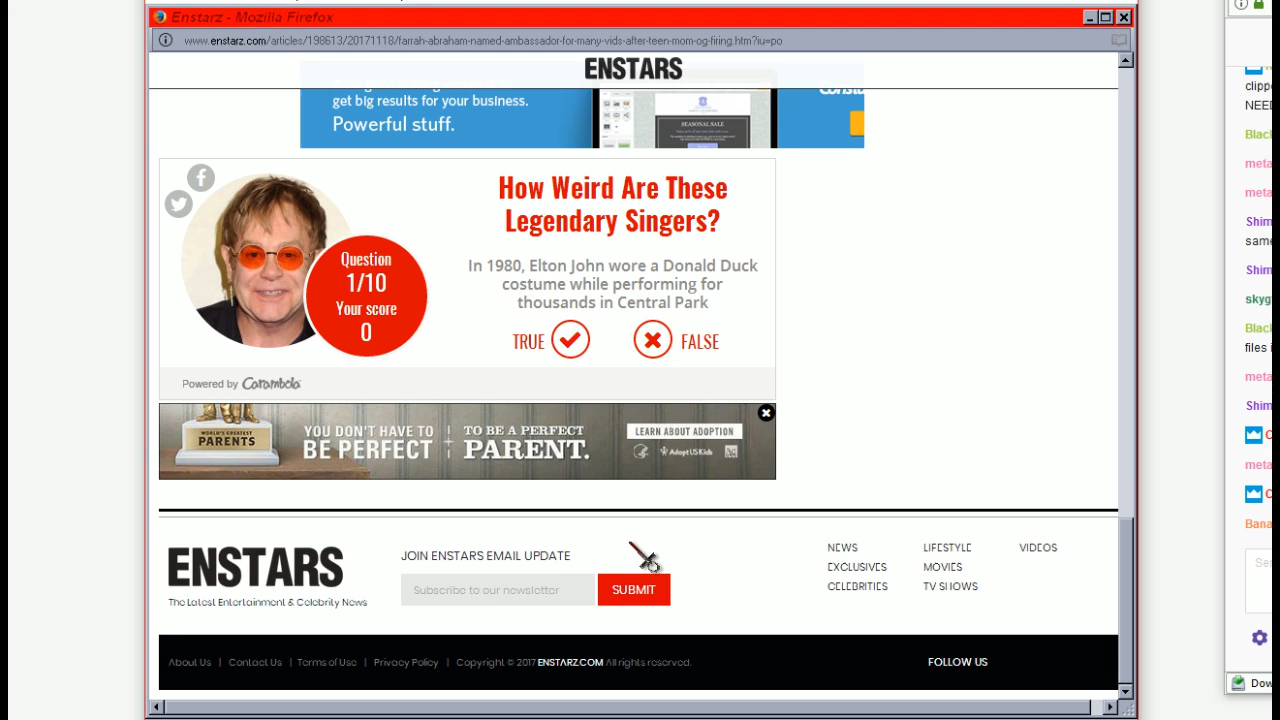 Enstarz - Mozilla Firefox
www.enstarz.com/articles/198613/20171118/farrah-abraham-named-ambassador-for-many-vids-after-teen-mom-og-firing.htm?iu=po
ENSTARS
get big results for your business.
Powerful stuff.
SEASONAL SALE
How Weird Are These
Legendary Singers?
Question
1/10
Your score
0
In 1980, Elton John wore a Donald Duck
costume while performing for
thousands in Central Park
TRUE
FALSE
Powered by Carambola
WORLD'S GREATEST
PARENTS
YOU DON'T HAVE TO
BE PERFECT
TO BE A PERFECT
PARENT.
LEARN ABOUT ADOPTION
AdoptUSKids
ENSTARS
The Latest Entertainment & Celebrity News
JOIN ENSTARS EMAIL UPDATE
Subscribe to our newsletter
SUBMIT
NEWS
LIFESTYLE
VIDEOS
EXCLUSIVES
MOVIES
CELEBRITIES
TV SHOWS
About Us | Contact Us | Terms of Use | Privacy Policy | Copyright © 2017 ENSTARZ.COM All rights reserved.
FOLLOW US
clipp
NEED
Black
meta
meta
Shim
same
Shim
skyg
Black
files i
meta
Shim
C
meta
C
Bana
Se
Dow